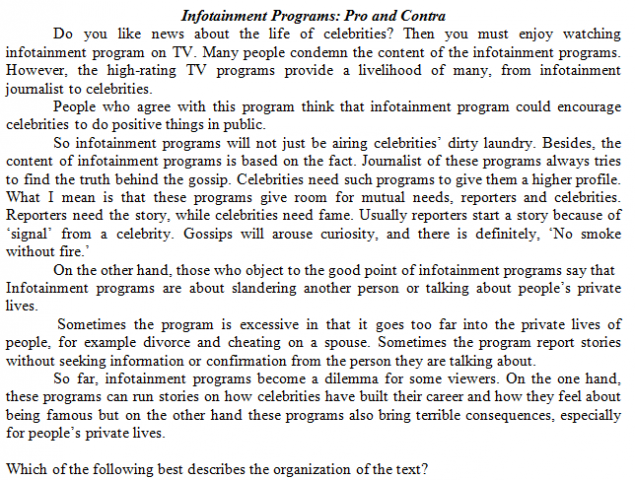 Infotainment Programs: Pro and Contra
Do you like news about the life of celebrities? Then you must enjoy watching
infotainment program on TV. Many people condemn the content of the infotainment programs.
However, the high-rating TV programs provide a livelihood of many, from infotainment
journalist to celebrities.
People who agree with this program think that infotainment program could encourage
celebrities to do positive things in public.
So infotainment programs will not just be airing celebrities’ dirty laundry. Besides, the
content of infotainment programs is based on the fact. Journalist of these programs always tries
to find the truth behind the gossip. Celebrities need such programs to give them a higher profile.
What I mean is that these programs give room for mutual needs, reporters and celebrities.
Reporters need the story, while celebrities need fame. Usually reporters start a story because of
‘signal’ from a celebrity. Gossips will arouse curiosity, and there is definitely, ‘No smoke
without fire.’
On the other hand, those who object to the good point of infotainment programs say that
Infotainment programs are about slandering another person or talking about people’s private
lives.
Sometimes the program is excessive in that it goes too far into the private lives of
people, for example divorce and cheating on a spouse. Sometimes the program report stories
without seeking information or confirmation from the person they are talking about.
So far, infotainment programs become a dilemma for some viewers. On the one hand,
these programs can run stories on how celebrities have built their career and how they feel about
being famous but on the other hand these programs also bring terrible consequences, especially
for people’s private lives.
Which of the following best describes the organization of the text?